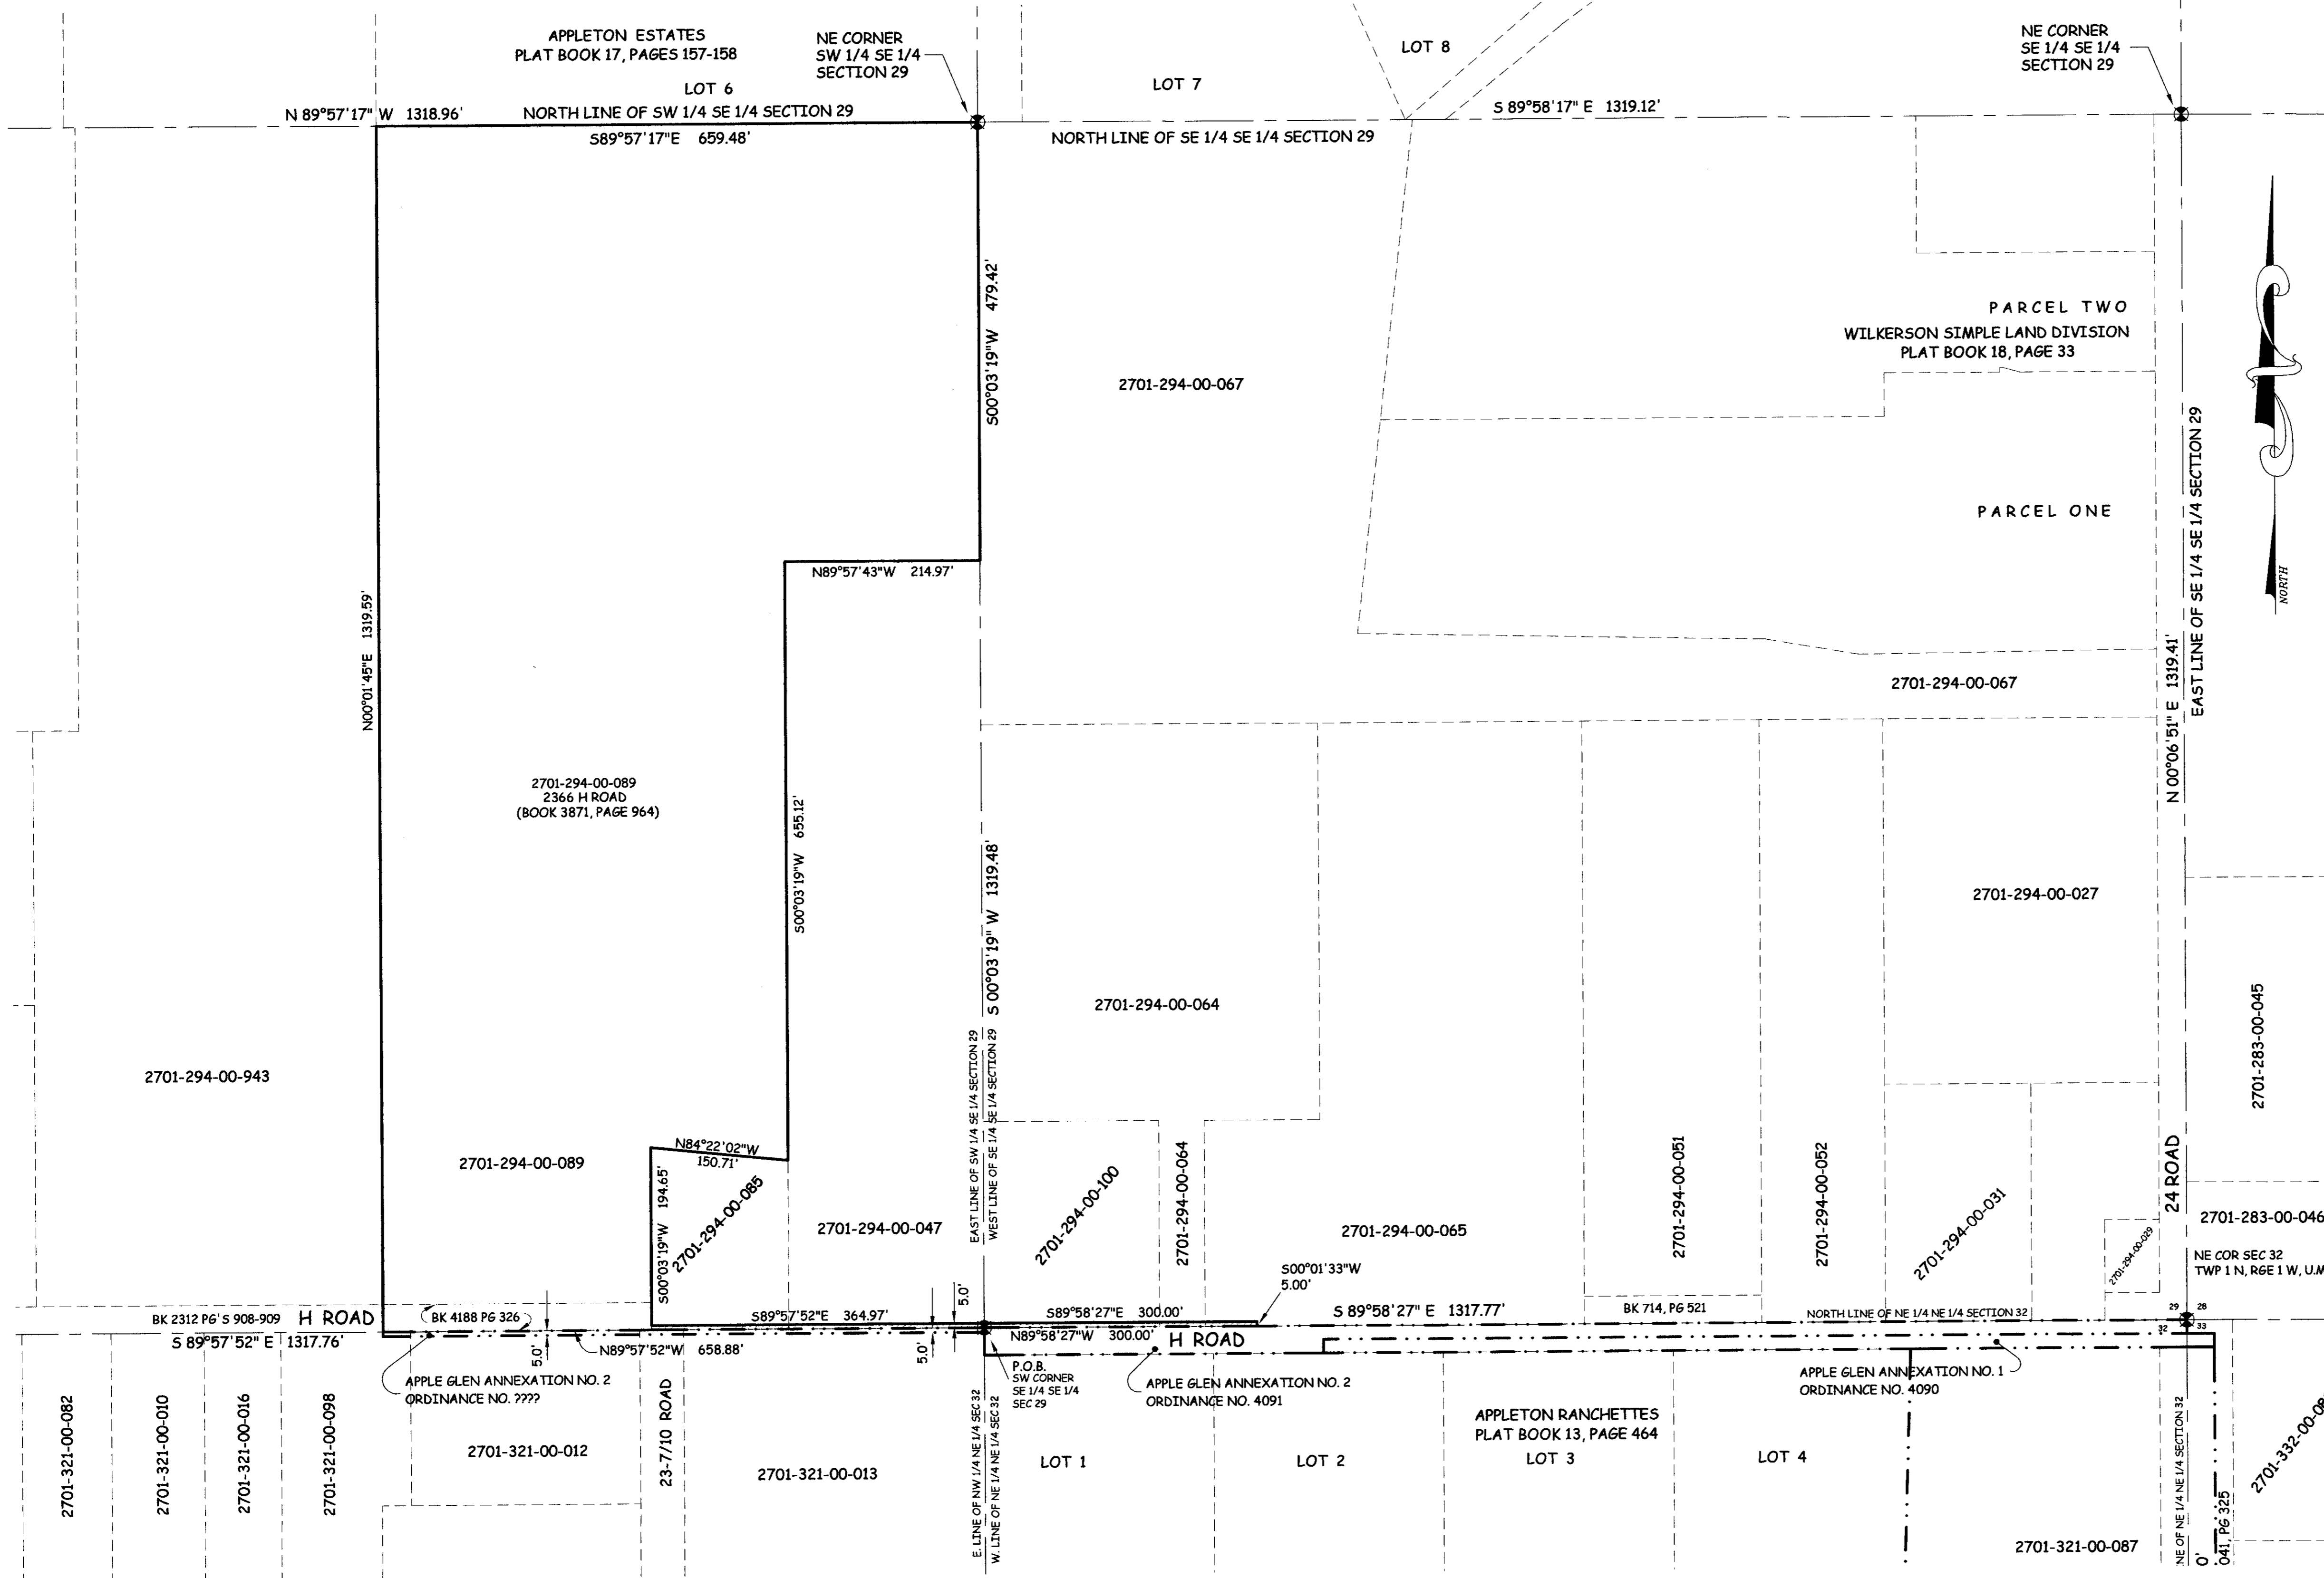 APPLETON ESTATES
PLAT BOOK 17, PAGES 157-158
LOT 6
NE CORNER
SW 1/4 SE 1/4
SECTION 29
LOT 7
LOT 8
NE CORNER
SE 1/4 SE 1/4
SECTION 29
N 89°57'17" W 1318.96'
NORTH LINE OF SW 1/4 SE 1/4 SECTION 29
S89°57'17"E 659.48'
S 89°58'17" E 1319.12'
NORTH LINE OF SE 1/4 SE 1/4 SECTION 29
S00°03'19"W 479.42'
2701-294-00-067
PARCEL TWO
WILKERSON SIMPLE LAND DIVISION
PLAT BOOK 18, PAGE 33
PARCEL ONE
EAST LINE OF SE 1/4 SE 1/4 SECTION 29
N 00°06'51" E 1319.41'
NORTH
N89°57'43"W 214.97'
N00°01'45"E 1319.59'
2701-294-00-067
2701-294-00-089
2366 H ROAD
(BOOK 3871, PAGE 964)
S00°03'19"W 655.12'
S 00°03'19" W 1319.48'
2701-294-00-027
2701-294-00-064
2701-283-00-045
EAST LINE OF SW 1/4 SE 1/4 SECTION 29
WEST LINE OF SE 1/4 SE 1/4 SECTION 29
2701-294-00-943
2701-294-00-089
N84°22'02"W
150.71'
S00°03'19"W 194.65'
2701-294-00-085
2701-294-00-047
2701-294-00-100
2701-294-00-064
2701-294-00-065
2701-294-00-051
2701-294-00-052
2701-294-00-031
2701-294-00-029
24 ROAD
2701-283-00-046
NE COR SEC 32
TWP 1 N, RGE 1 W, U.M
S00°01'33"W
5.00'
5.0'
BK 2312 PG'S 908-909
H ROAD
BK 4188 PG 326
S89°57'52"E 364.97'
S89°58'27"E 300.00'
S 89°58'27" E 1317.77'
BK 714, PG 521
NORTH LINE OF NE 1/4 NE 1/4 SECTION 32
29
28
32
33
S 89°57'52" E 1317.76'
5.0'
N89°57'52"W 658.88'
5.0'
N89°58'27"W 300.00'
H ROAD
P.O.B.
SW CORNER
SE 1/4 SE 1/4
SEC 29
APPLE GLEN ANNEXATION NO. 2
ORDINANCE NO. ????
APPLE GLEN ANNEXATION NO. 2
ORDINANCE NO. 4091
APPLE GLEN ANNEXATION NO. 1
ORDINANCE NO. 4090
2701-321-00-082
2701-321-00-010
2701-321-00-016
2701-321-00-098
2701-321-00-012
23-7/10 ROAD
2701-321-00-013
E. LINE OF NW 1/4 NE 1/4 SEC 32
W. LINE OF NE 1/4 NE 1/4 SEC 32
LOT 1
LOT 2
APPLETON RANCHETTES
PLAT BOOK 13, PAGE 464
LOT 3
LOT 4
2701-321-00-087
NE OF NE 1/4 NE 1/4 SECTION 32
0'
041, PG 325
2701-332-00-08